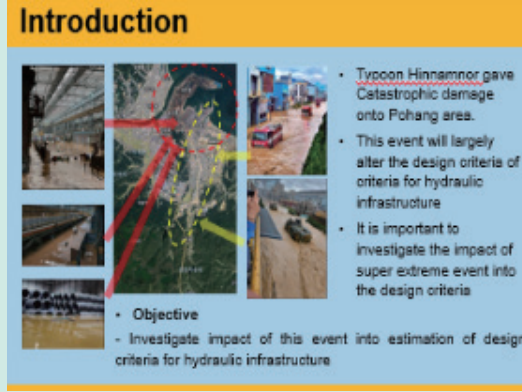 Introduction
• Typoon Hinnamnor gave
Catastrophic damage
onto Pohang area.
• This event will largely
alter the design criteria of
criteria for hydraulic
infrastructure
• It is important to
investigate the impact of
super extreme event into
the design criteria
• Objective
- Investigate impact of this event into estimation of design
criteria for hydraulic infrastructure